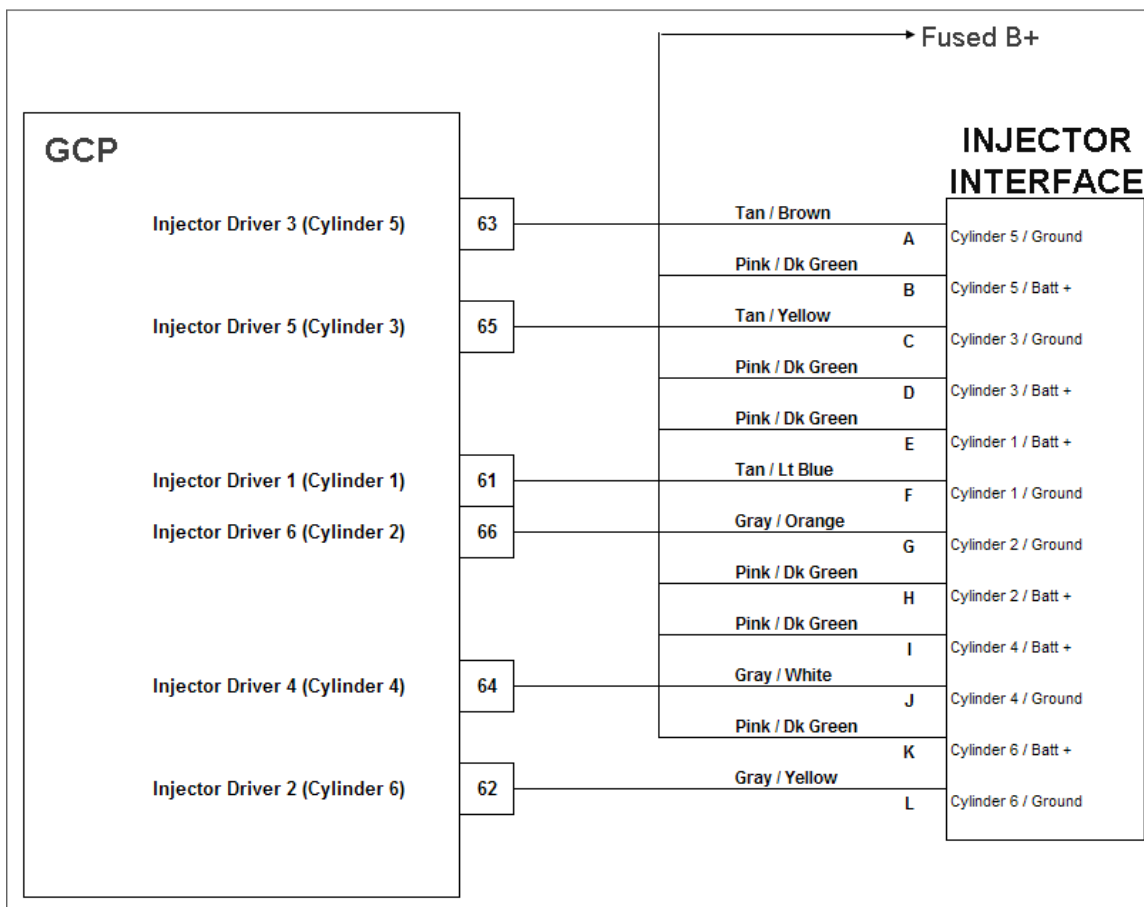 Fused B+
GCP
INJECTOR
INTERFACE
Injector Driver 3 (Cylinder 5)
63
Tan / Brown
A
Cylinder 5 / Ground
Pink / Dk Green
B
Cylinder 5 / Batt +
Injector Driver 5 (Cylinder 3)
65
Tan / Yellow
C
Cylinder 3 / Ground
Pink / Dk Green
D
Cylinder 3 / Batt +
Pink / Dk Green
E
Cylinder 1 / Batt +
Injector Driver 1 (Cylinder 1)
61
Tan / Lt Blue
F
Cylinder 1 / Ground
Injector Driver 6 (Cylinder 2)
66
Gray / Orange
G
Cylinder 2 / Ground
Pink / Dk Green
H
Cylinder 2 / Batt +
Pink / Dk Green
I
Cylinder 4 / Batt +
Injector Driver 4 (Cylinder 4)
64
Gray / White
J
Cylinder 4 / Ground
Pink / Dk Green
K
Cylinder 6 / Batt +
Injector Driver 2 (Cylinder 6)
62
Gray / Yellow
L
Cylinder 6 / Ground